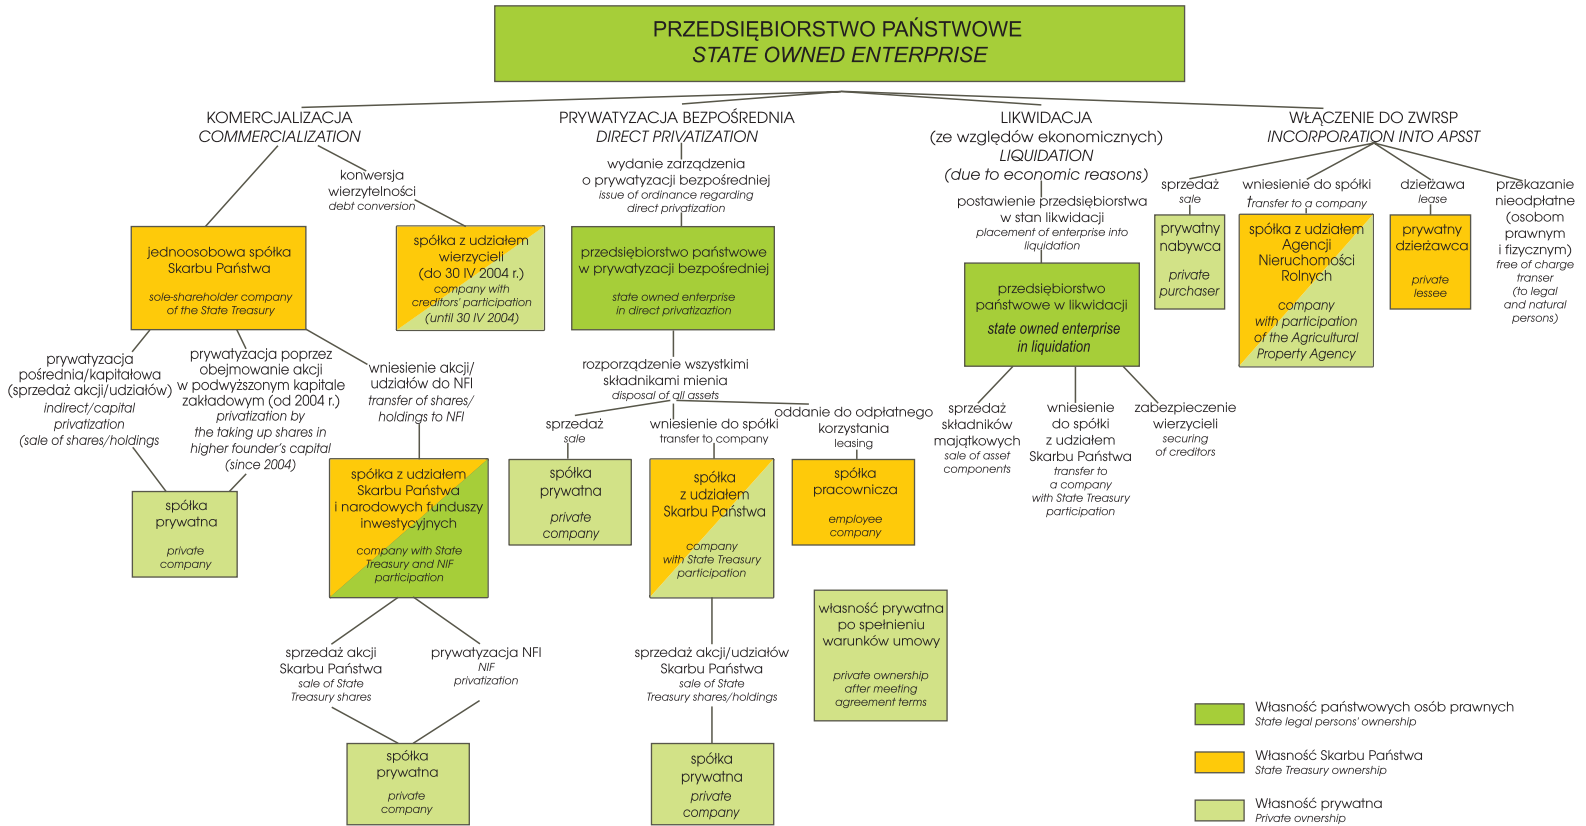 PRZEDSIĘBIORSTWO PAŃSTWOWE
STATE OWNED ENTERPRISE
KOMERCJALIZACJA
COMMERCIALIZATION
konwersja
wierzytelności
debt conversion
jednoosobowa spółka
Skarbu Państwa
sole-shareholder company
of the State Treasury
spółka z udziałem
wierzycieli
(do 30 IV 2004 r.)
company with
creditors' participation
(until 30 IV 2004)
prywatyzacja
pośrednia/kapitałowa
(sprzedaż akcji/udziałów)
indirect/capital
privatization
(sale of shares/holdings
prywatyzacja poprzez
obejmowanie akcji
w podwyższonym kapitale
zakładowym (od 2004 r.)
privatization by
the taking up shares in
higher founder's capital
(since 2004)
wniesienie akcji/
udziałów do NFI
transfer of shares/
holdings to NFI
spółka
prywatna
private
company
spółka z udziałem
Skarbu Państwa
i narodowych funduszy
inwestycyjnych
company with State
Treasury and NIF
participation
sprzedaż akcji
Skarbu Państwa
sale of State
Treasury shares
prywatyzacja NFI
NIF
privatization
spółka
prywatna
private
company
PRYWATYZACJA BEZPOŚREDNIA
DIRECT PRIVATIZATION
wydanie zarządzenia
o prywatyzacji bezpośredniej
issue of ordinance regarding
direct privatization
przedsiębiorstwo państwowe
w prywatyzacji bezpośredniej
state owned enterprise
in direct privatizaztion
rozporządzenie wszystkimi
składnikami mienia
disposal of all assets
sprzedaż
sale
wniesienie do spółki
transfer to company
oddanie do odpłatnego
korzystania
leasing
spółka
prywatna
private
company
spółka
z udziałem
Skarbu Państwa
company
with State Treasury
participation
spółka
pracownicza
employee
company
sprzedaż akcji/udziałów
Skarbu Państwa
sale of State
Treasury shares/holdings
własność prywatna
po spełnieniu
warunków umowy
private ownership
after meeting
agreement terms
spółka
prywatna
private
company
LIKWIDACJA
(ze względów ekonomicznych)
LIQUIDATION
(due to economic reasons)
postawienie przedsiębiorstwa
w stan likwidacji
placement of enterprise into
liquidation
przedsiębiorstwo
państwowe w likwidacji
state owned enterprise
in liquidation
sprzedaż
składników
majątkowych
sale of asset
components
wniesienie
do spółki
z udziałem
Skarbu Państwa
transfer to
a company
with State Treasury
participation
zabezpieczenie
wierzycieli
securing
of creditors
WŁĄCZENIE DO ZWRSP
INCORPORATION INTO APSST
sprzedaż
sale
wniesienie do spółki
transfer to a company
dzierżawa
lease
przekazanie
nieodpłatne
(osobom
prawnym
i fizycznym)
free of charge
transer
(to legal
and natural
persons)
prywatny
nabywca
private
purchaser
spółka z udziałem
Agencji
Nieruchomości
Rolnych
company
with participation
of the Agricultural
Property Agency
prywatny
dzierżawca
private
lessee
Własność państwowych osób prawnych
State legal persons' ownership
Własność Skarbu Państwa
State Treasury ownership
Własność prywatna
Private ownership